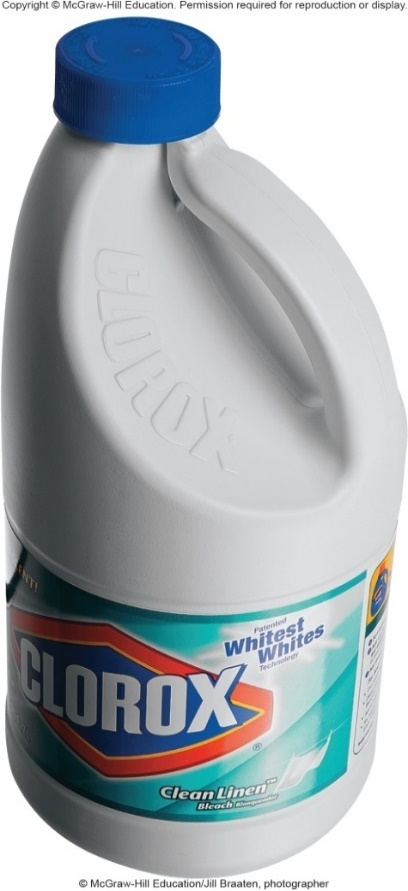 Copyright © McGraw-Hill Education. Permission required for reproduction or display.
CLOROX
Patented
Whitest
Whites
Technology
CLOROX®
Clean Linen™
Bleach Blanqueador
© McGraw-Hill Education/Jill Braaten, photographer